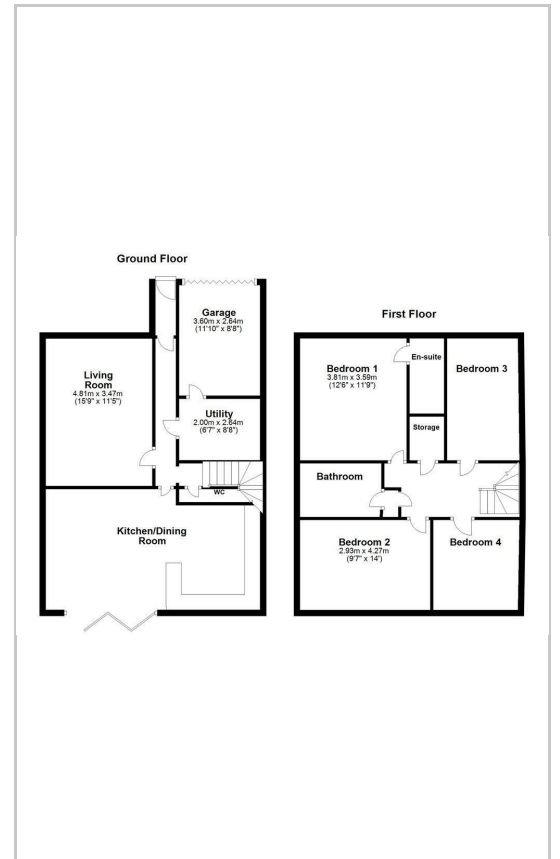 Ground Floor
Garage
3.60m x 2.64m
(11'10" x 8'8")
Living
Room
4.81m x 3.47m
(15'9" x 11'5")
Utility
2.00m x 2.64m
(6'7" x 8'8")
WC
Kitchen/Dining
Room
First Floor
Bedroom 1
3.81m x 3.59m
(12'6" x 11'9")
En-suite
Bedroom 3
Storage
Bathroom
Bedroom 2
2.93m x 4.27m
(9'7" x 14')
Bedroom 4